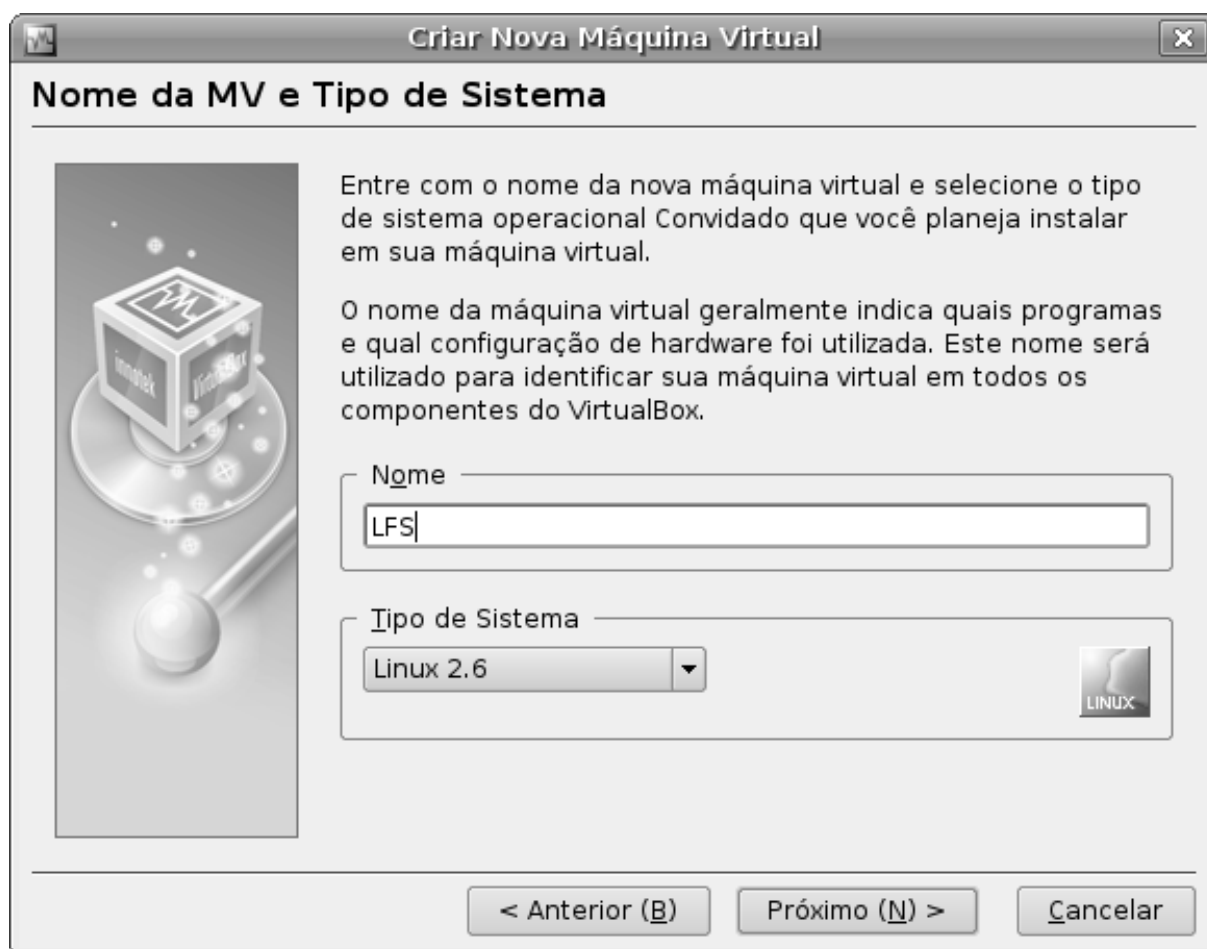 Criar Nova Máquina Virtual
Nome da MV e Tipo de Sistema
Entre com o nome da nova máquina virtual e selecione o tipo
de sistema operacional Convidado que você planeja instalar
em sua máquina virtual.
O nome da máquina virtual geralmente indica quais programas
e qual configuração de hardware foi utilizada. Este nome será
utilizado para identificar sua máquina virtual em todos os
componentes do VirtualBox.
innotek
VirtualBox
Nome
LFS
Tipo de Sistema
Linux 2.6
LINUX
< Anterior (B)
Próximo (N) >
Cancelar